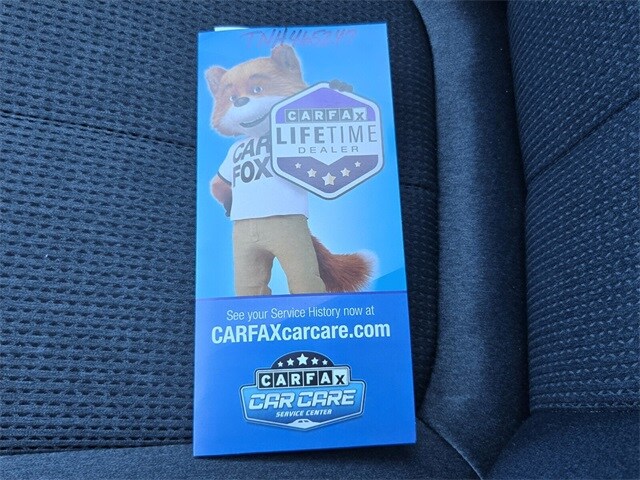 CARFAX
LIFETIME
DEALER
CAR
FOX
See your Service History now at
CARFAXcarcare.com
CARFAX
CAR CARE
SERVICE CENTER